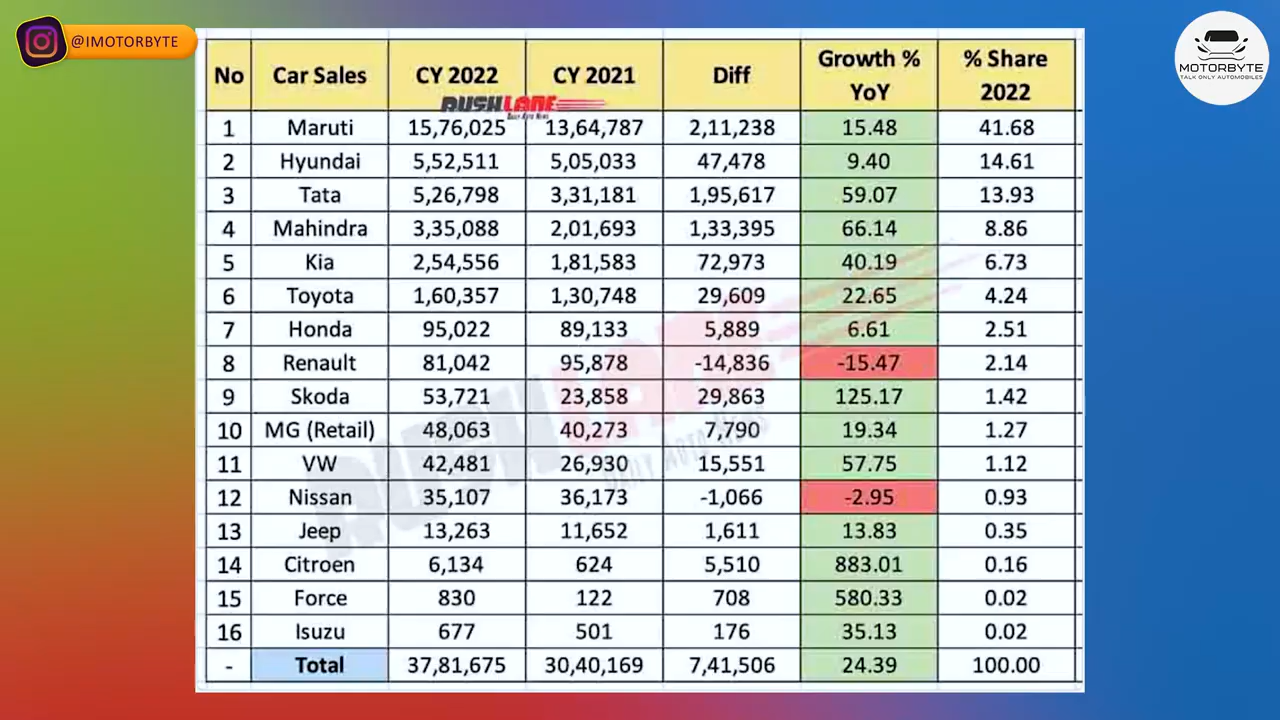 @IMOTORBYTE
MOTORBYTE
TALK ONLY AUTOMOBILES
No Car Sales CY 2022 CY 2021 Diff Growth % YoY % Share 2022
RUSHLANE
DAILY AUTO NEWS
1 Maruti 15,76,025 13,64,787 2,11,238 15.48 41.68
2 Hyundai 5,52,511 5,05,033 47,478 9.40 14.61
3 Tata 5,26,798 3,31,181 1,95,617 59.07 13.93
4 Mahindra 3,35,088 2,01,693 1,33,395 66.14 8.86
5 Kia 2,54,556 1,81,583 72,973 40.19 6.73
6 Toyota 1,60,357 1,30,748 29,609 22.65 4.24
7 Honda 95,022 89,133 5,889 6.61 2.51
8 Renault 81,042 95,878 -14,836 -15.47 2.14
9 Skoda 53,721 23,858 29,863 125.17 1.42
10 MG (Retail) 48,063 40,273 7,790 19.34 1.27
11 VW 42,481 26,930 15,551 57.75 1.12
12 Nissan 35,107 36,173 -1,066 -2.95 0.93
13 Jeep 13,263 11,652 1,611 13.83 0.35
14 Citroen 6,134 624 5,510 883.01 0.16
15 Force 830 122 708 580.33 0.02
16 Isuzu 677 501 176 35.13 0.02
- Total 37,81,675 30,40,169 7,41,506 24.39 100.00
RUSHLANE
DAILY AUTO NEWS